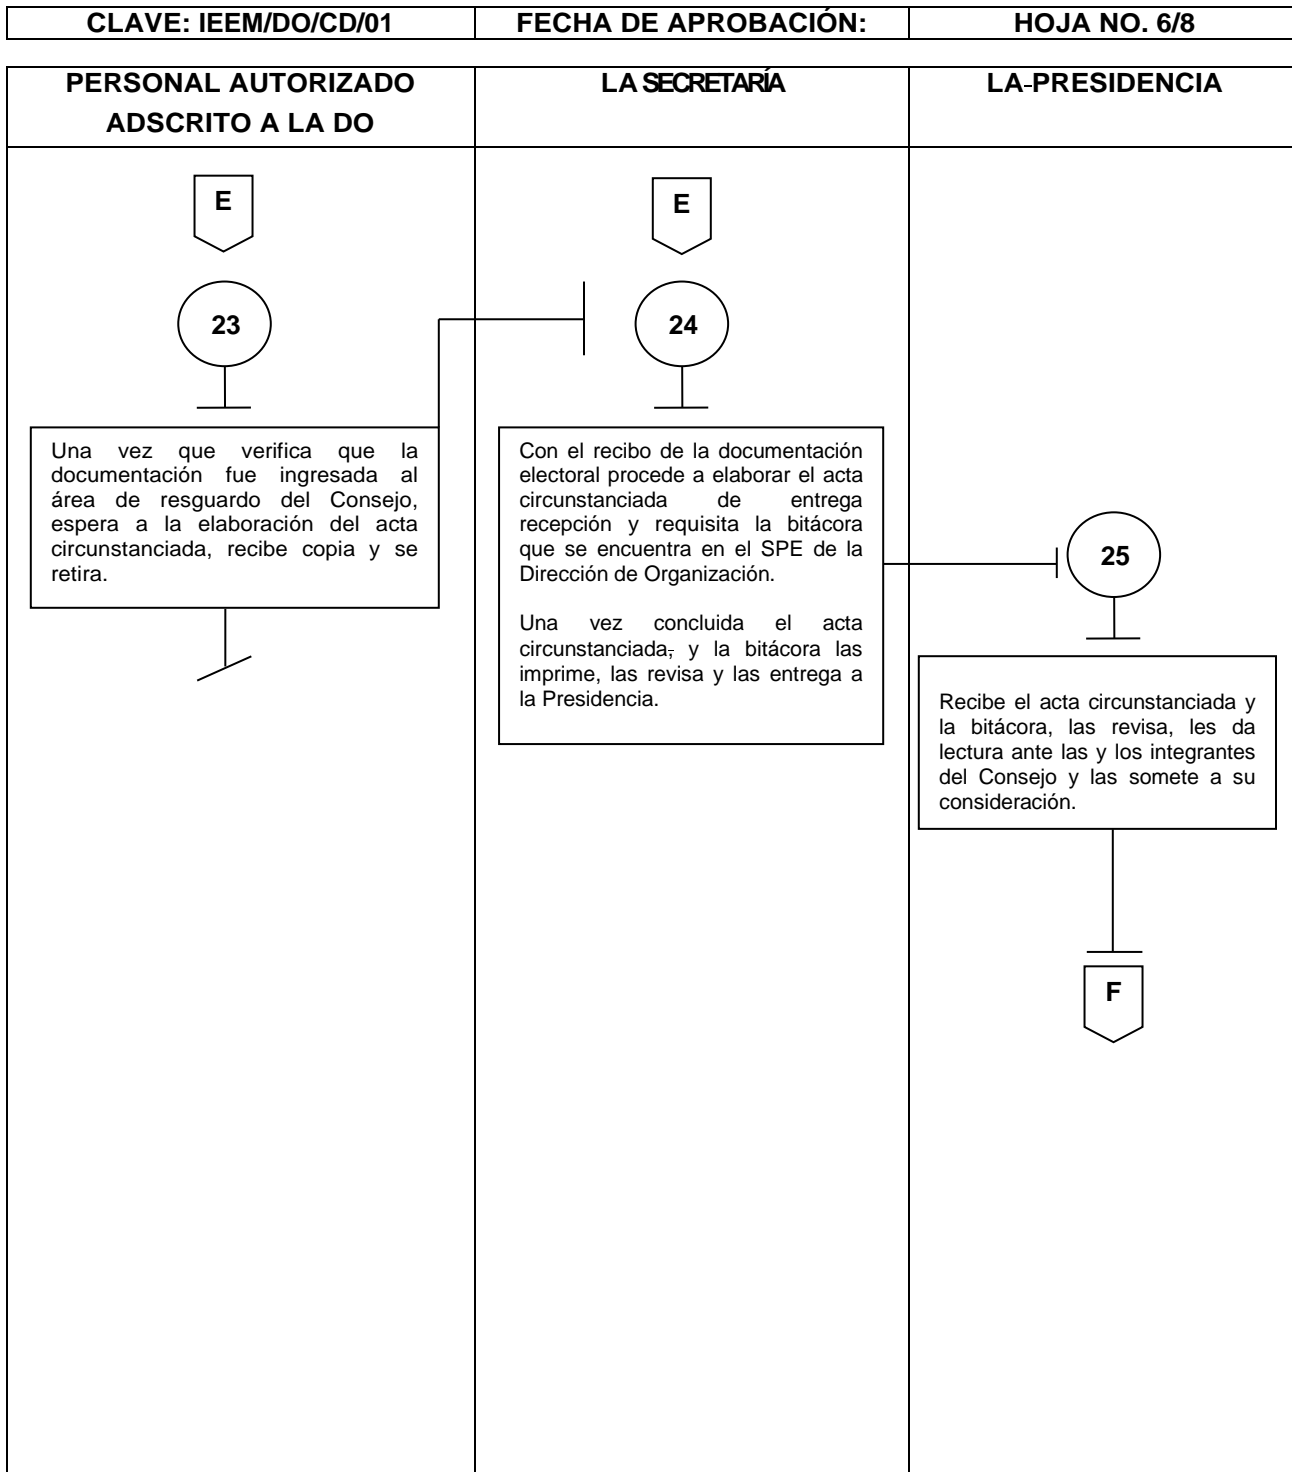 CLAVE: IEEM/DO/CD/01
FECHA DE APROBACIÓN:
HOJA NO. 6/8
PERSONAL AUTORIZADO
ADSCRITO A LA DO
LA SECRETARÍA
LA-PRESIDENCIA
E
23
Una vez que verifica que la
documentación fue ingresada al
área de resguardo del Consejo,
espera a la elaboración del acta
circunstanciada, recibe copia y se
retira.
E
24
Con el recibo de la documentación
electoral procede a elaborar el acta
circunstanciada de entrega
recepción y requisita la bitácora
que se encuentra en el SPE de la
Dirección de Organización.
Una vez concluida el acta
circunstanciada, y la bitácora las
imprime, las revisa y las entrega a
la Presidencia.
25
Recibe el acta circunstanciada y
la bitácora, las revisa, les da
lectura ante las y los integrantes
del Consejo y las somete a su
consideración.
F